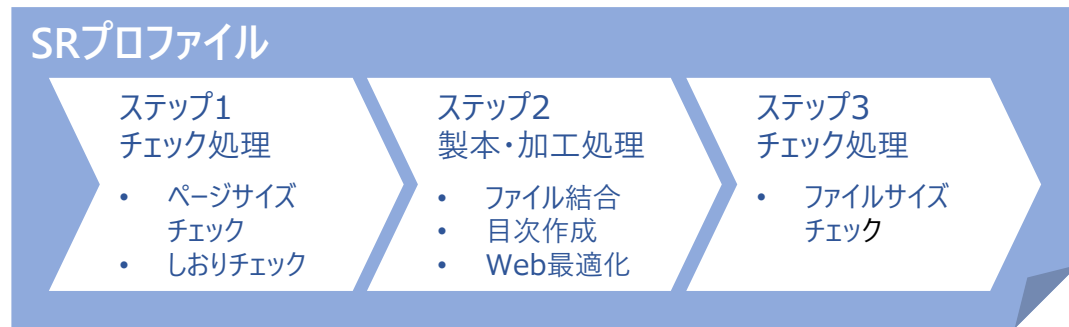 SRプロファイル
ステップ1
チェック処理
• ページサイズ
チェック
• しおりチェック
ステップ2
製本・加工処理
• ファイル結合
• 目次作成
• Web最適化
ステップ3
チェック処理
• ファイルサイズ
チェック